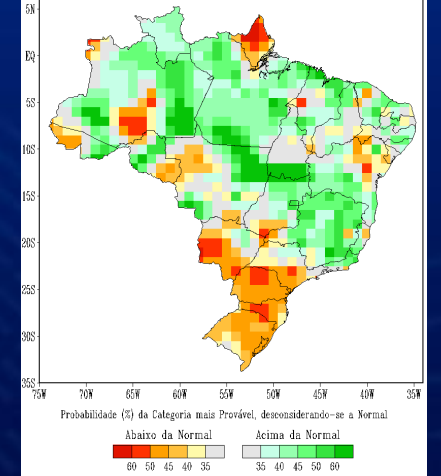 5N
EQ
5S
10S
15S
20S
25S
30S
35S
75W 70W 65W 60W 55W 50W 45W 40W 35W
Probabilidade (%) da Categoria mais Provável, desconsiderando-se a Normal
Abaixo da Normal Acima da Normal
60 50 45 40 35 35 40 45 50 60